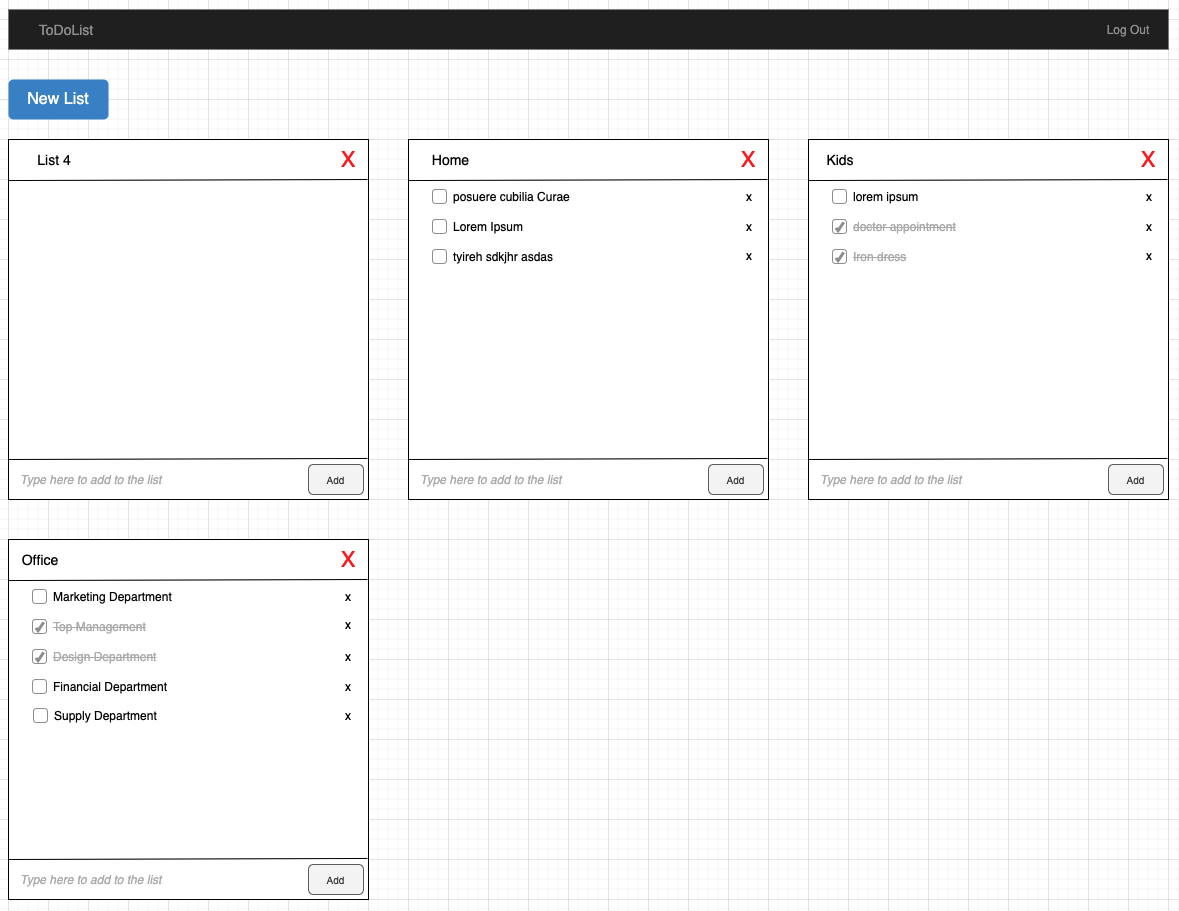 ToDoList
Log Out
New List
List 4
X
Type here to add to the list
Add
Home
X
posuere cubilia Curae
x
Lorem Ipsum
x
tyireh sdkjhr asdas
x
Type here to add to the list
Add
Kids
X
lorem ipsum
x
doctor appointment
x
Iron dress
x
Type here to add to the list
Add
Office
X
Marketing Department
x
Top Management
x
Design Department
x
Financial Department
x
Supply Department
x
Type here to add to the list
Add